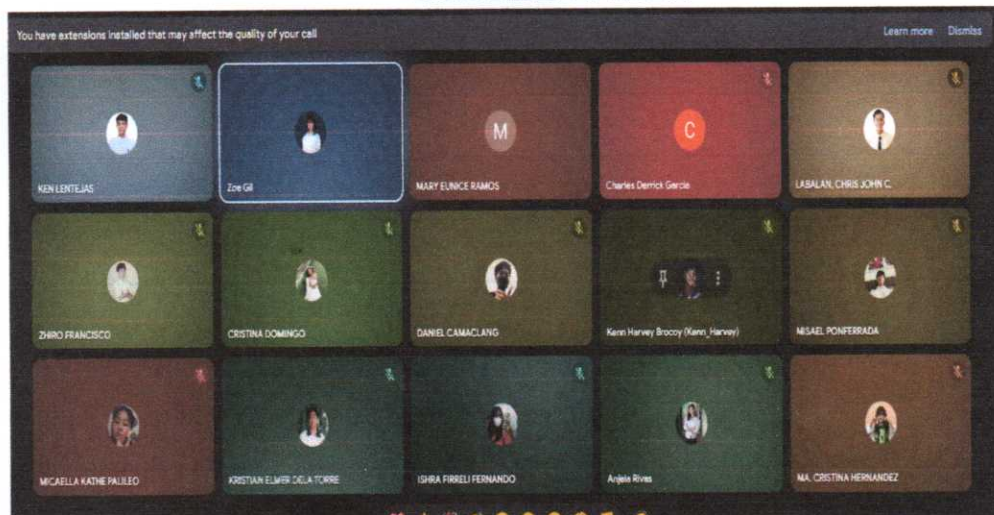 You have extensions installed that may affect the quality of your call
Learn more Dismiss
KEN LENTEJAS
Zoe Gil
M
MARY EUNICE RAMOS
C
Charles Derrick Garcia
LABALAN, CHRIS JOHN C.
ZHIRO FRANCISCO
CRISTINA DOMINGO
DANIEL CAMACLANG
Kenn Harvey Brocoy (Kenn_Harvey)
MISAEL PONFERRADA
MICAELLA KATHE PALILEO
KRISTIAN ELMER DELA TORRE
ISHRA FIRRELI FERNANDO
Anjela Rivas
MA. CRISTINA HERNANDEZ